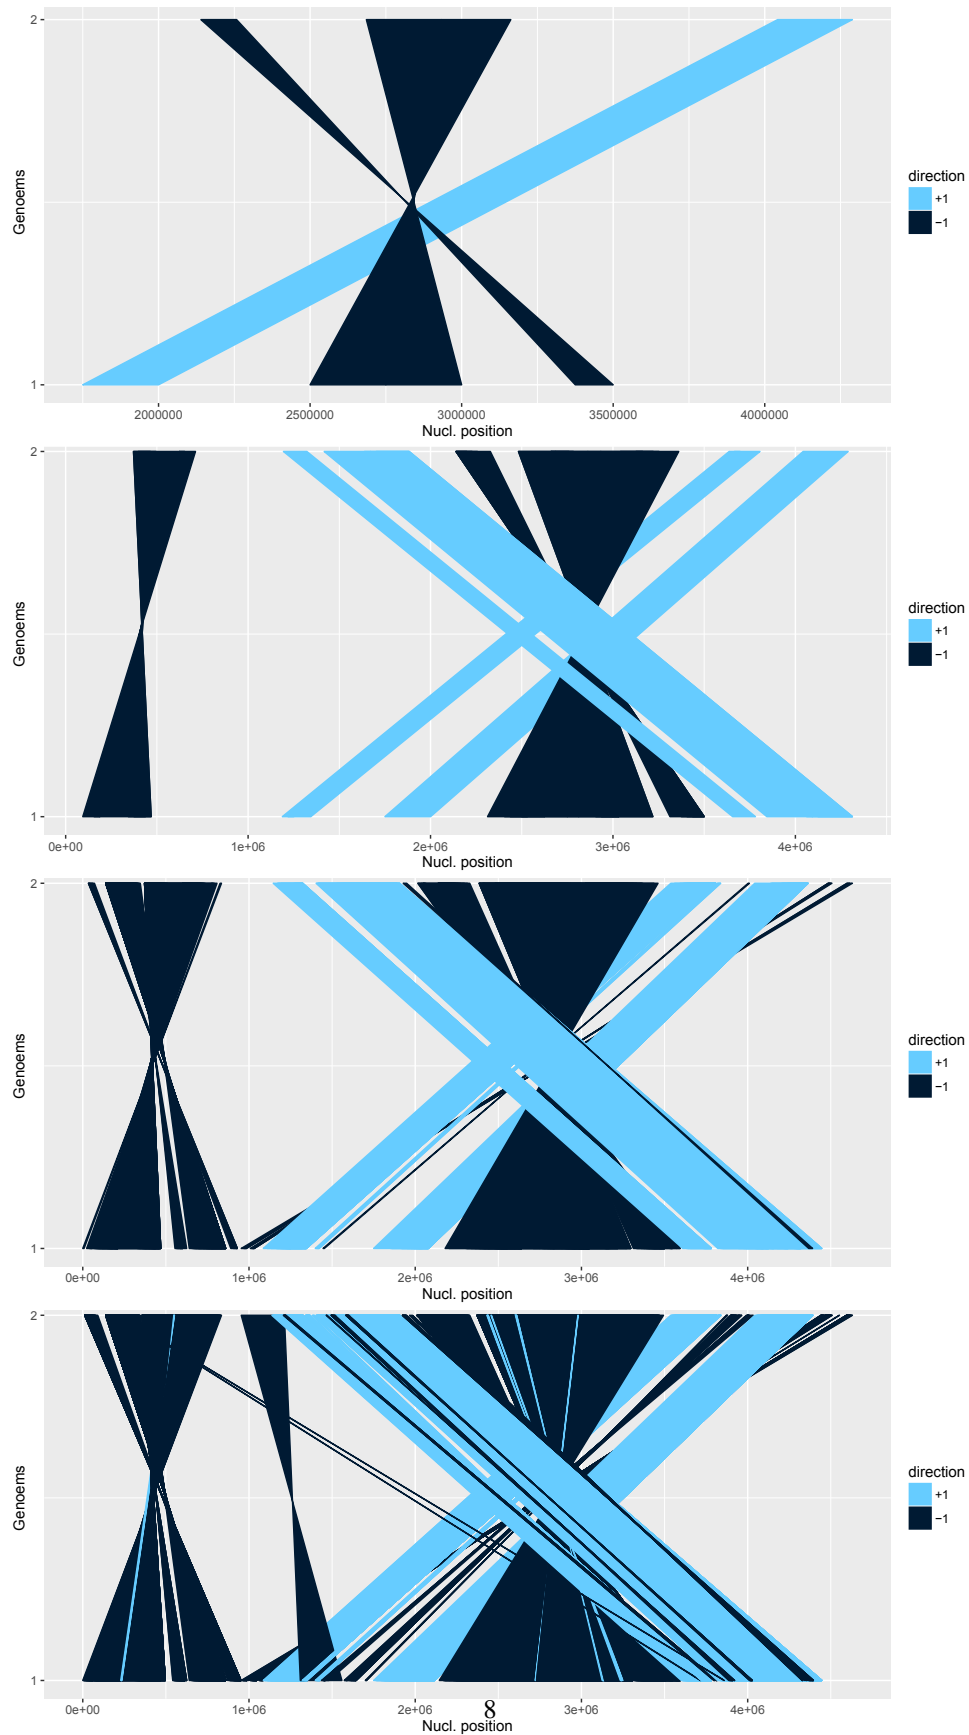 2
Genoems
1
2000000 2500000 3000000 3500000 4000000
Nucl. position
direction
+1
−1
2
Genoems
1
0e+00 1e+06 2e+06 3e+06 4e+06
Nucl. position
direction
+1
−1
2
Genoems
1
0e+00 1e+06 2e+06 3e+06 4e+06
Nucl. position
direction
+1
−1
2
Genoems
1
0e+00 1e+06 2e+06 3e+06 4e+06
8
Nucl. position
direction
+1
−1